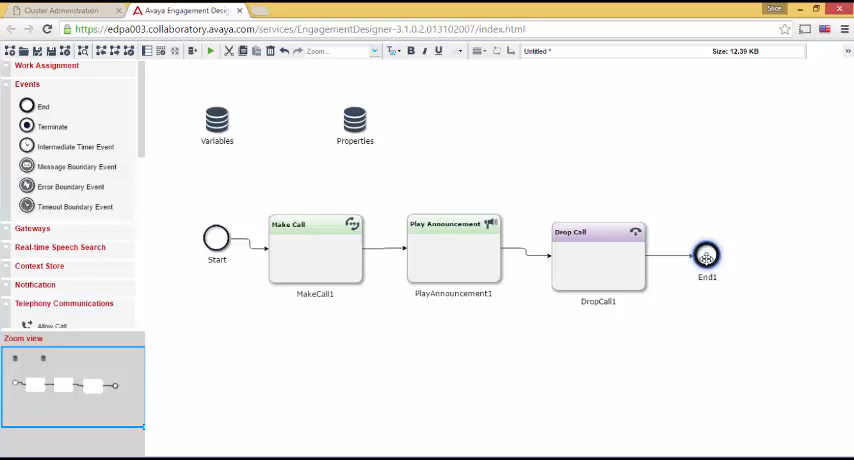 Cluster Administration
Avaya Engagement Designer
Slice
https://edpa003.collaboratory.avaya.com/services/EngagementDesigner-3.1.0.2.013102007/index.html
Zoom...
B I U
Untitled *
Size: 12.39 KB
Work Assignment
Events
End
Terminate
Intermediate Timer Event
Message Boundary Event
Error Boundary Event
Timeout Boundary Event
Gateways
Real-time Speech Search
Context Store
Notification
Telephony Communications
Allow Call
Zoom view
Variables
Properties
Start
Make Call
MakeCall1
Play Announcement
PlayAnnouncement1
Drop Call
DropCall1
End1